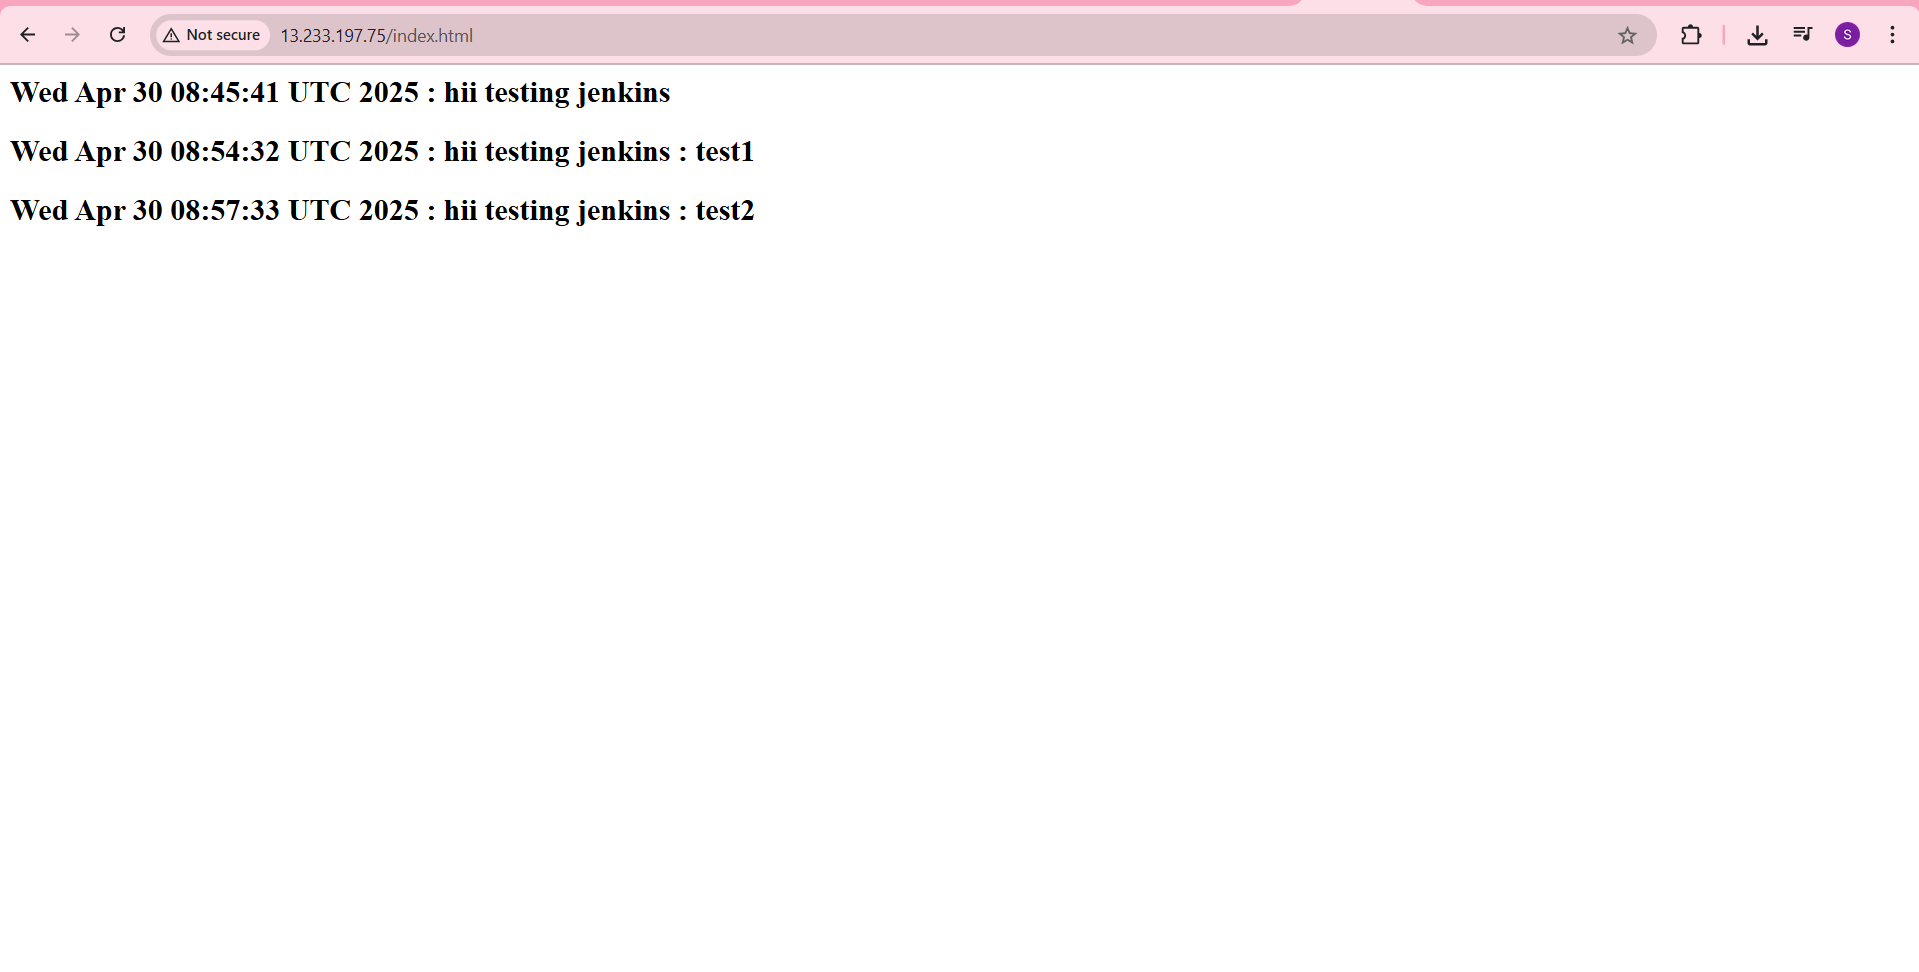 Not secure 13.233.197.75/index.html S
Wed Apr 30 08:45:41 UTC 2025 : hii testing jenkins
Wed Apr 30 08:54:32 UTC 2025 : hii testing jenkins : test1
Wed Apr 30 08:57:33 UTC 2025 : hii testing jenkins : test2